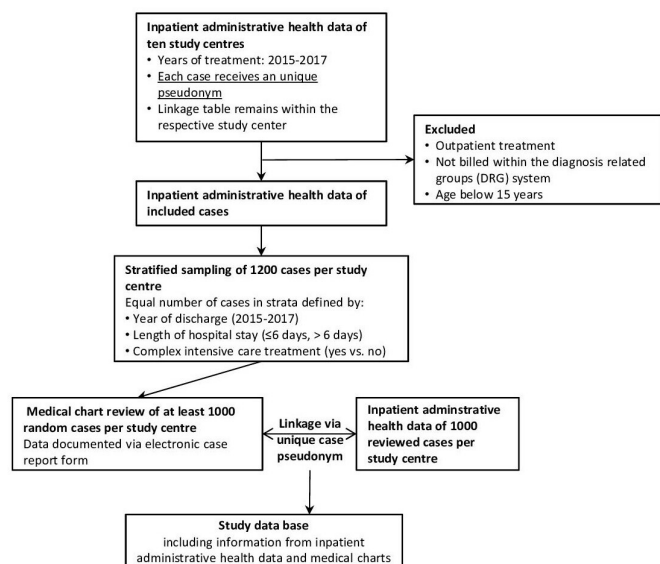 Inpatient administrative health data of
ten study centres
• Years of treatment: 2015-2017
• Each case receives an unique
pseudonym
• Linkage table remains within the
respective study center
Excluded
• Outpatient treatment
• Not billed within the diagnosis related
groups (DRG) system
• Age below 15 years
Inpatient administrative health data of
included cases
Stratified sampling of 1200 cases per study
centre
Equal number of cases in strata defined by:
• Year of discharge (2015-2017)
• Length of hospital stay (≤6 days, > 6 days)
• Complex intensive care treatment (yes vs. no)
Medical chart review of at least 1000
random cases per study centre
Data documented via electronic case
report form
Linkage via
unique case
pseudonym
Inpatient adminstrative
health data of 1000
reviewed cases per
study centre
Study data base
including information from inpatient
administrative health data and medical charts